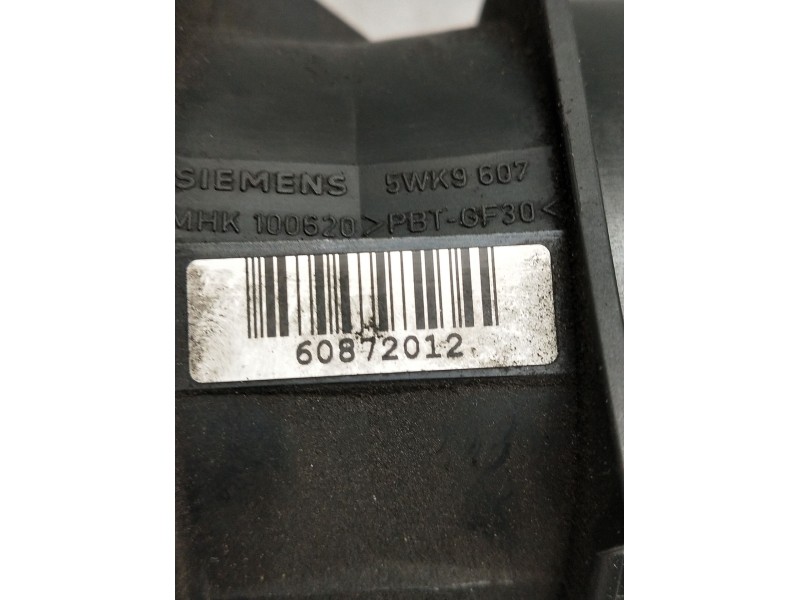 SIEMENS 5WK9 607
MHK 100620 >PBT-GF30<
60872012